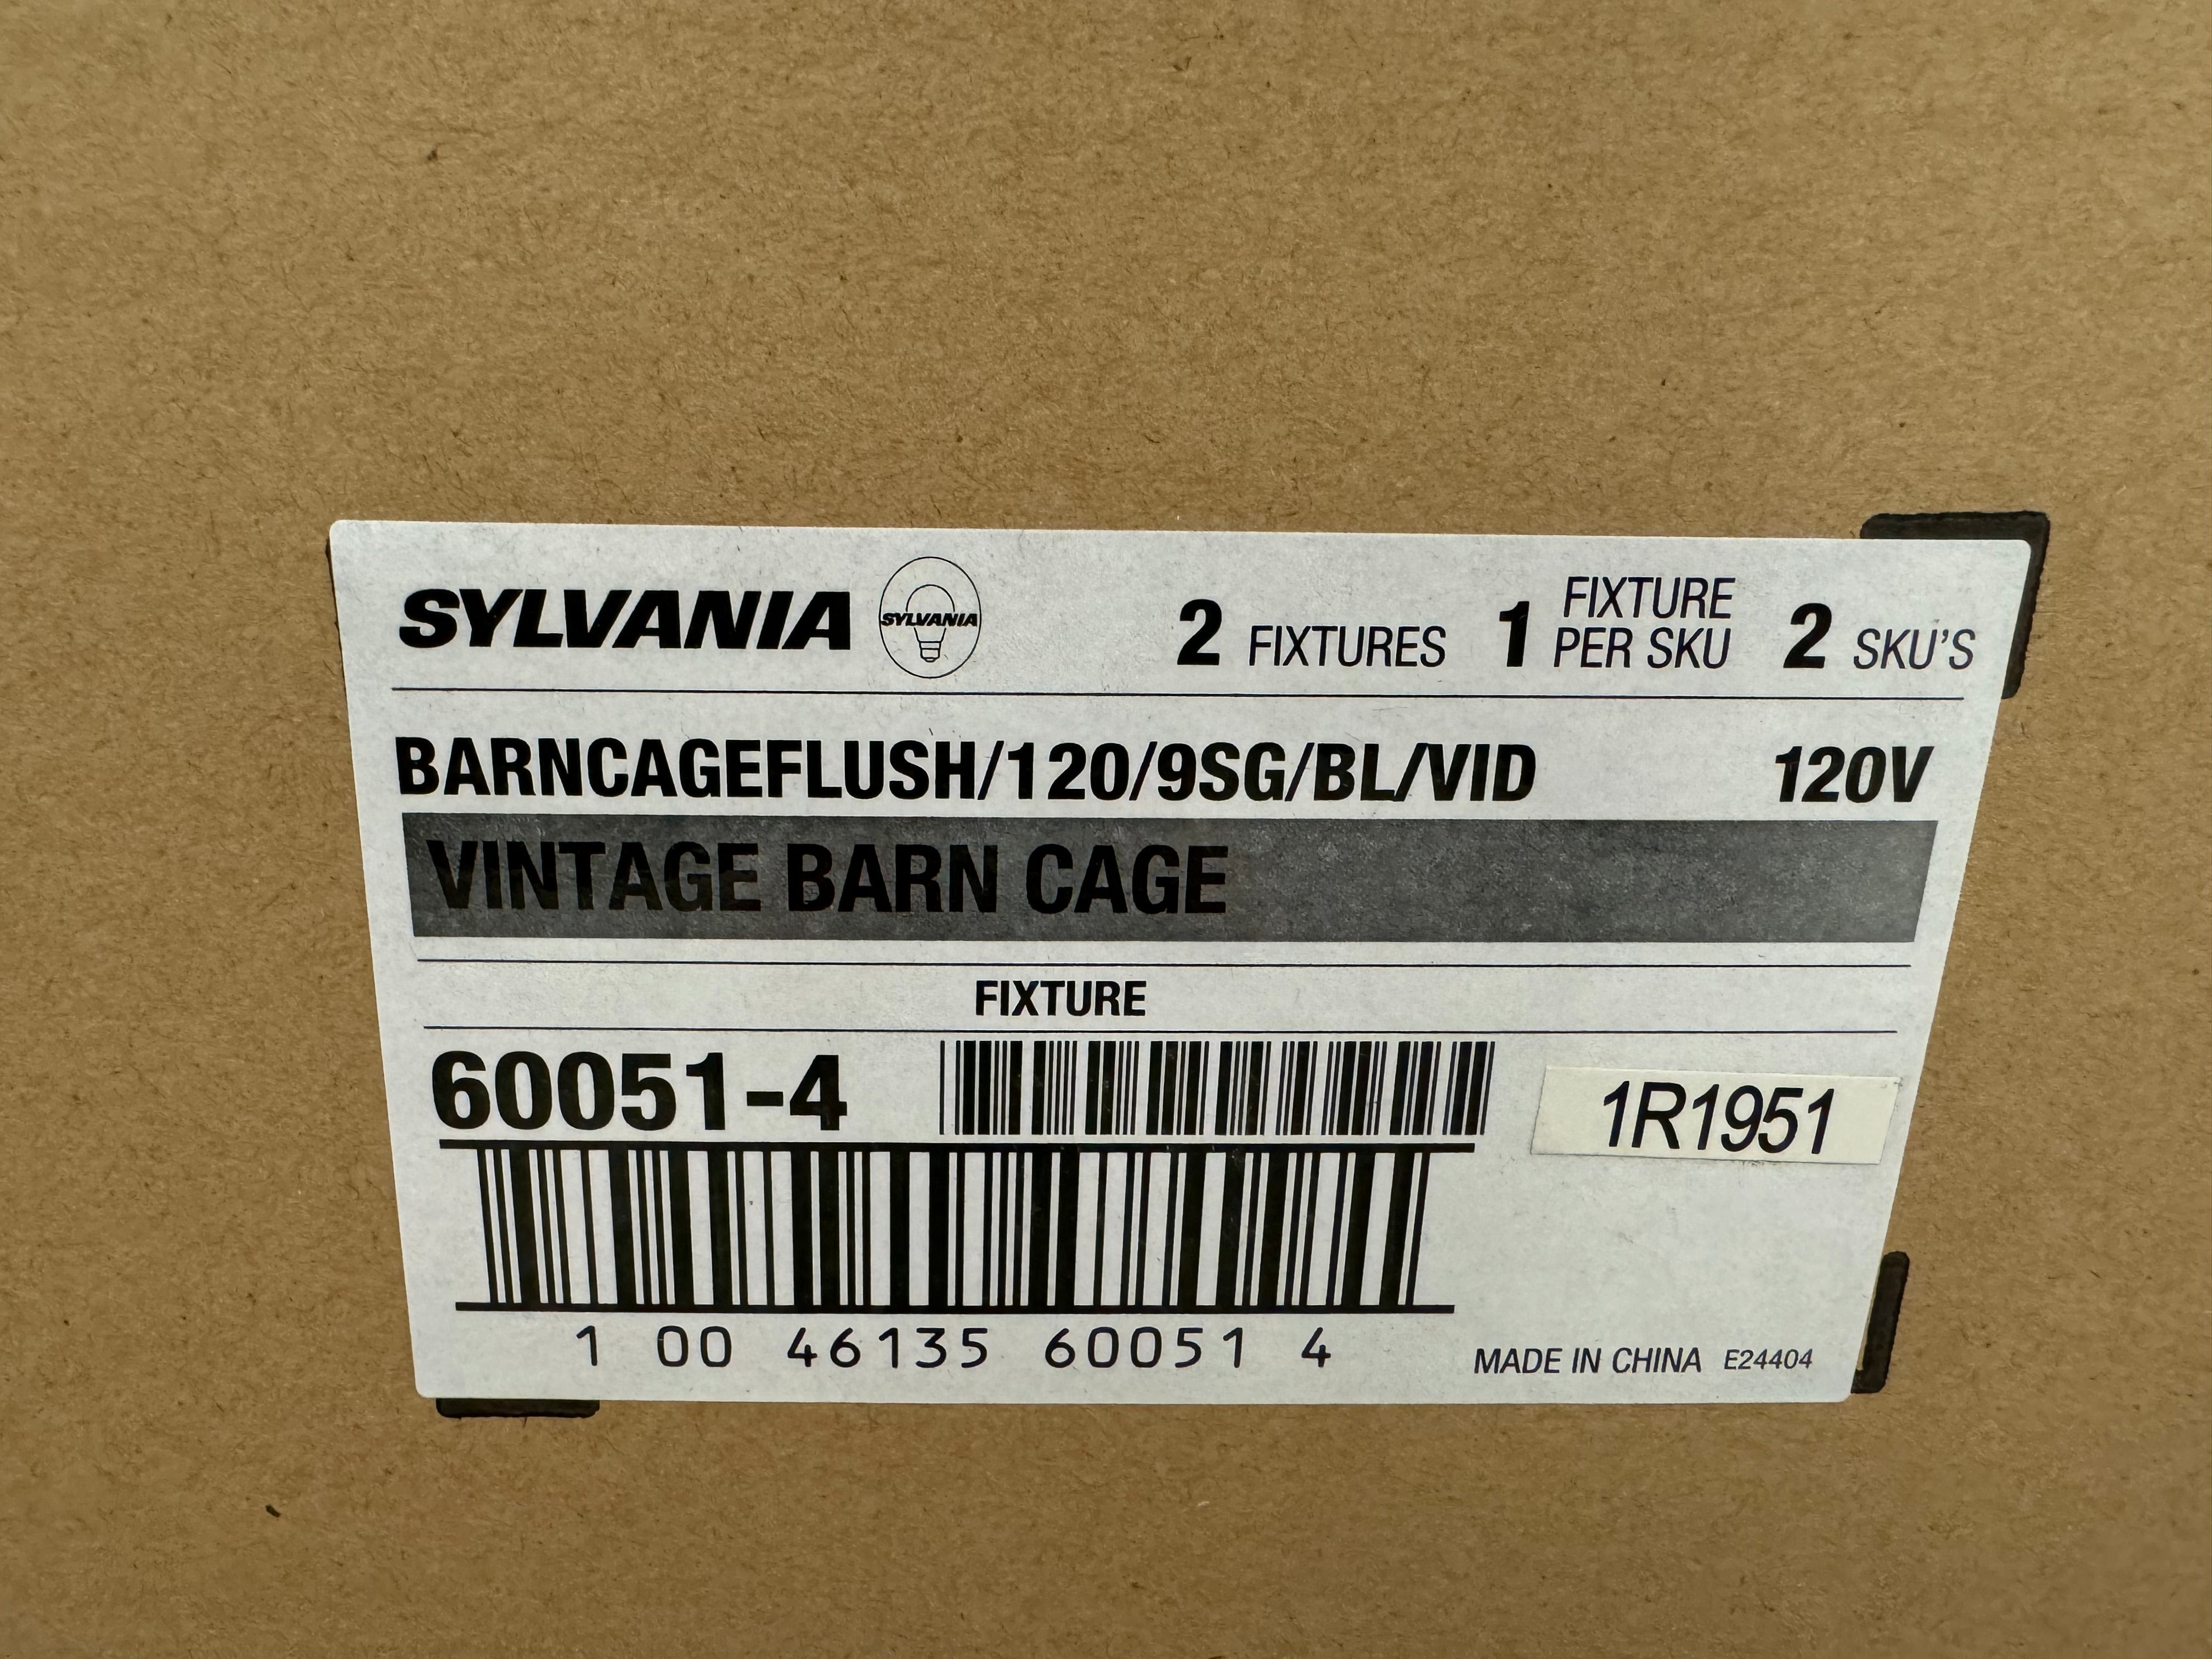 SYLVANIA SYLVANIA 2 FIXTURES 1 FIXTURE PER SKU 2 SKU'S
BARNCAGEFLUSH/120/9SG/BL/VID 120V
VINTAGE BARN CAGE
FIXTURE
60051-4 1R1951
1 00 46135 60051 4
MADE IN CHINA E24404